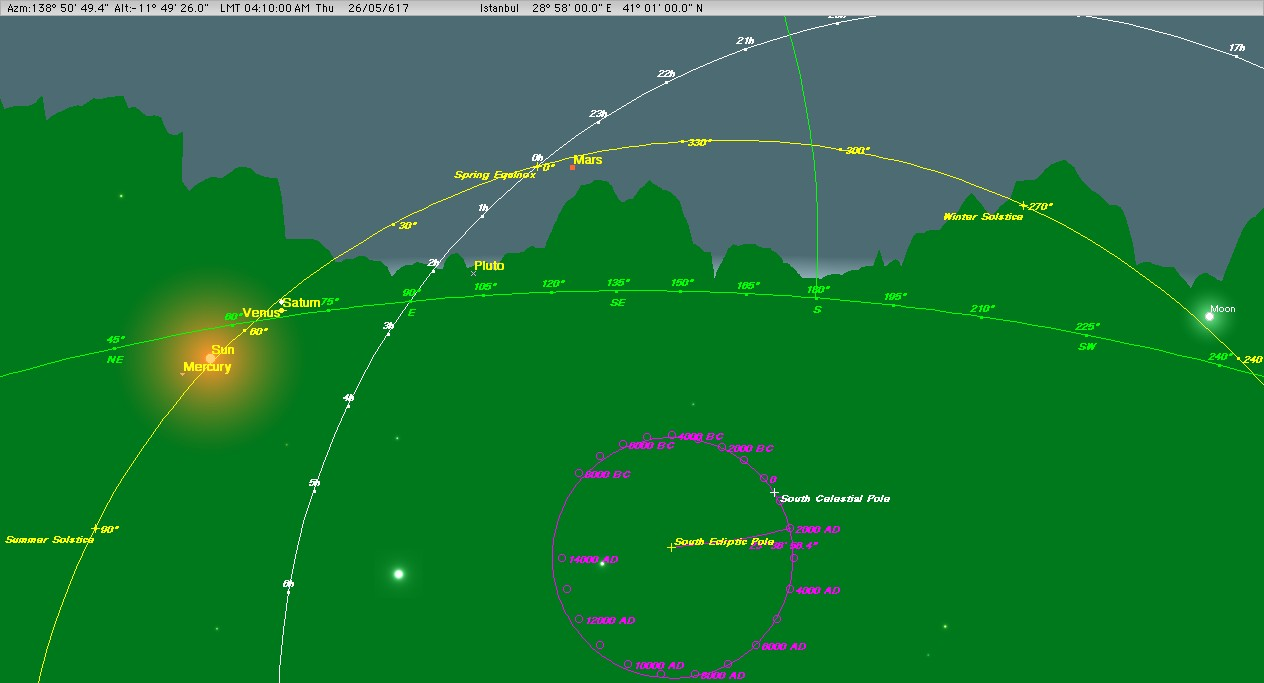 Azm:138° 50' 49.4" Alt:-11° 49' 26.0" LMT 04:10:00 AM Thu 26/05/617 Istanbul 28° 58' 00.0" E 41° 01' 00.0" N
21h
17h
22h
23h
330°
300°
0h
Mars
0°
Spring Equinox
1h
270°
Winter Solstice
30°
2h
Pluto
Saturn
75°
90°
105°
120°
135°
150°
165°
180°
195°
E
SE
S
Venus
60°
210°
Moon
60°
3h
225°
SW
45°
NE
Sun
240°
240°
Mercury
4h
4000 BC
6000 BC
2000 BC
8000 BC
0
5h
South Celestial Pole
90°
2000 AD
Summer Solstice
South Ecliptic Pole
14000 AD
6h
4000 AD
12000 AD
6000 AD
10000 AD
8000 AD